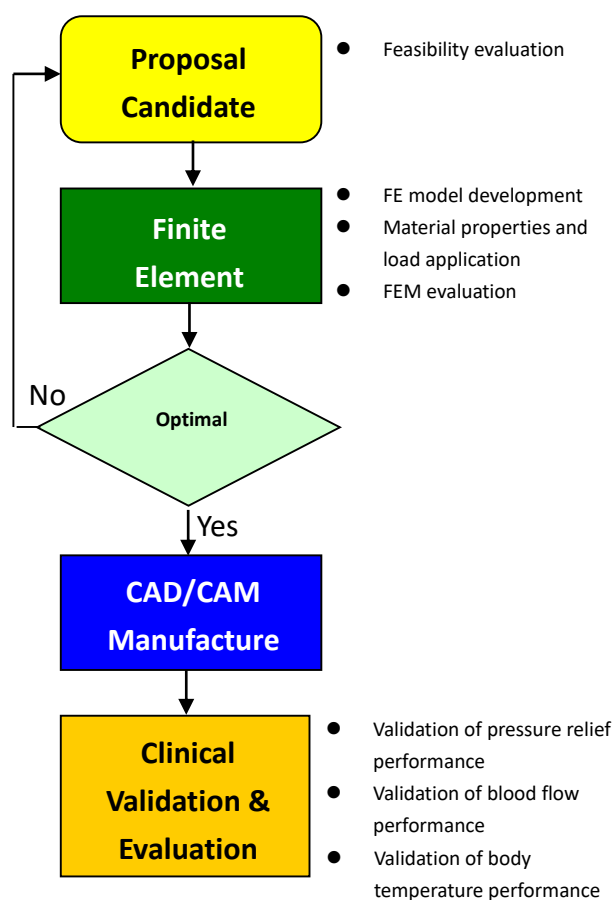 Proposal
Candidate
● Feasibility evaluation
Finite
Element
● FE model development
● Material properties and
load application
● FEM evaluation
No
Optimal
Yes
CAD/CAM
Manufacture
Clinical
Validation &
Evaluation
● Validation of pressure relief
performance
● Validation of blood flow
performance
● Validation of body
temperature performance